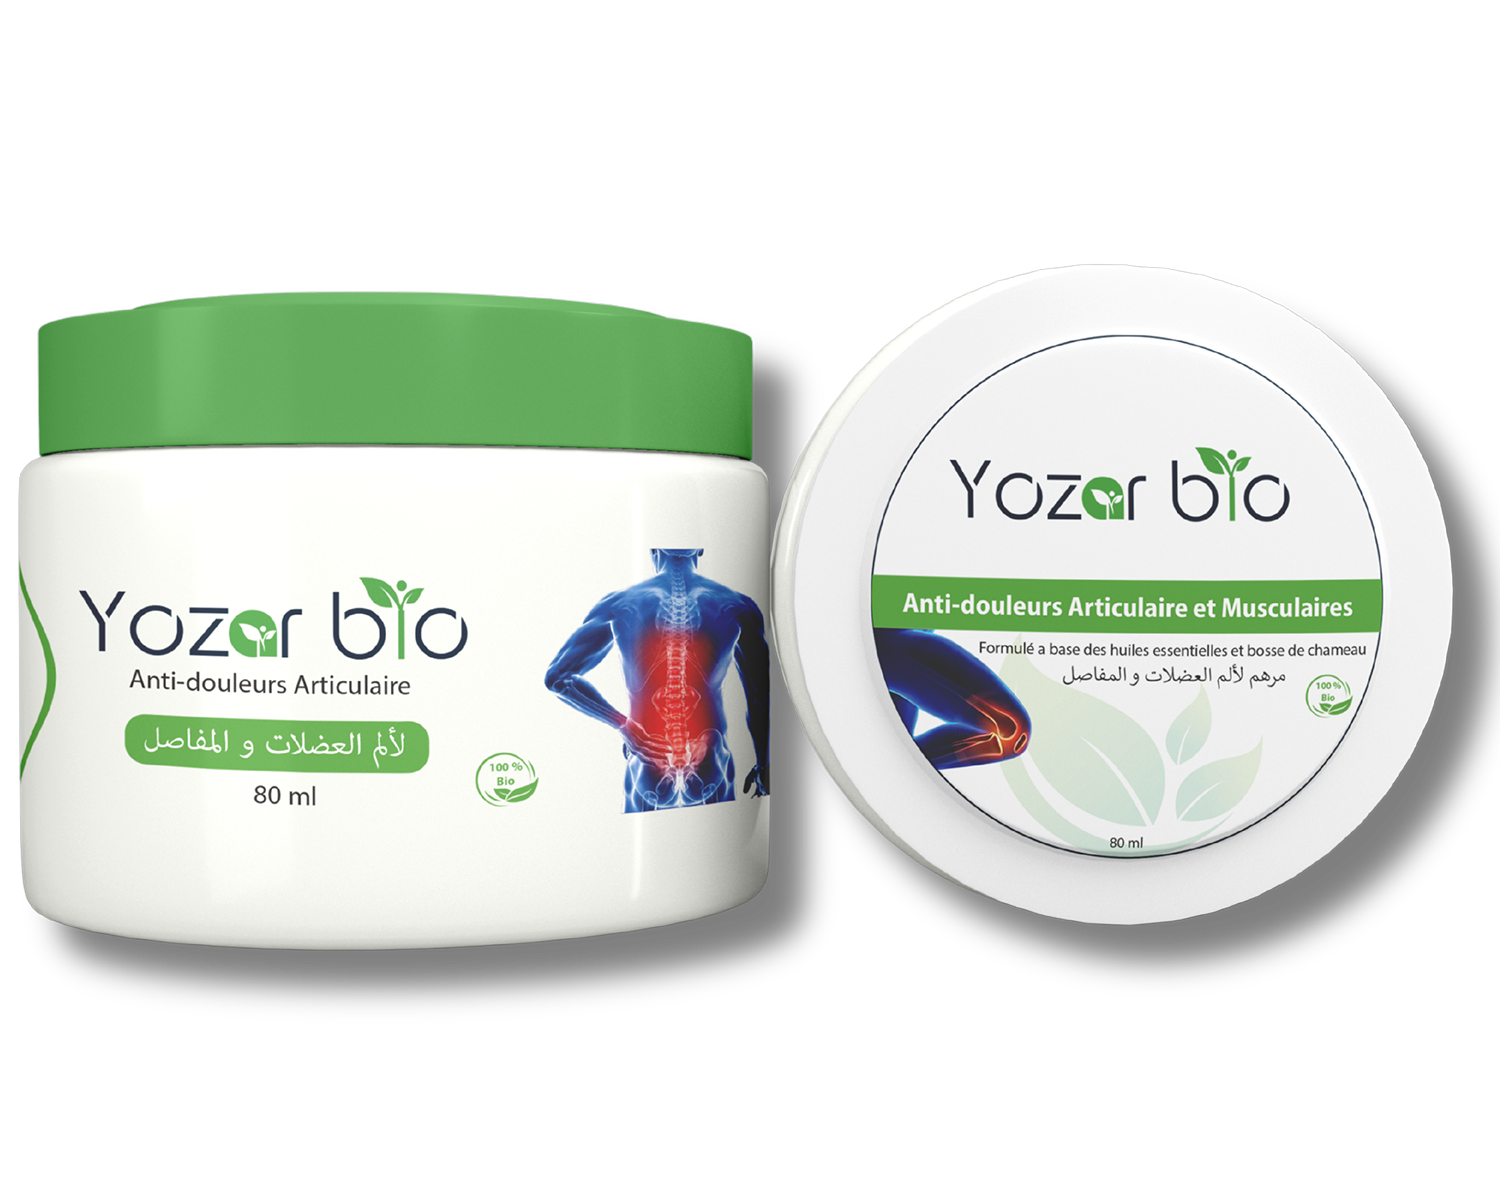 Yozar bio
Anti-douleurs Articulaire
لألم العضلات و المفاصل
80 ml
100 %
Bio
Yozar bio
Anti-douleurs Articulaire et Musculaires
Formulé a base des huiles essentielles et bosse de chameau
مرهم لألم العضلات و المفاصل
100 %
Bio
80 ml